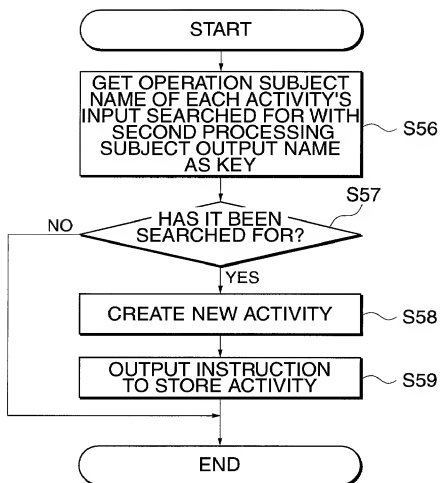 START
GET OPERATION SUBJECT
NAME OF EACH ACTIVITY'S
INPUT SEARCHED FOR WITH
SECOND PROCESSING
SUBJECT OUTPUT NAME
AS KEY
S56
S57
HAS IT BEEN
SEARCHED FOR?
NO
YES
CREATE NEW ACTIVITY
S58
OUTPUT INSTRUCTION
TO STORE ACTIVITY
S59
END